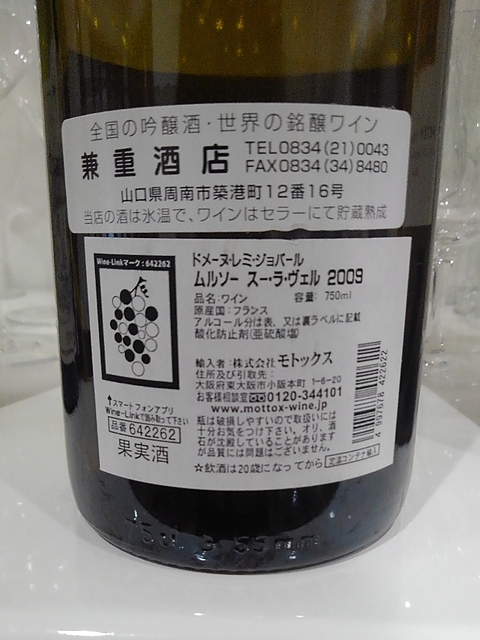 全国の吟醸酒・世界の銘醸ワイン
兼重酒店
TEL0834(21)0043
FAX0834(34)8480
山口県周南市築港町12番16号
当店の酒は氷温で、ワインはセラーにて貯蔵熟成
Wine-Linkマーク:642262
↑スマートフォンアプリ
Wine-Linkで読み取って下さい
品番642262
果実酒
ドメーヌ・レミ・ジョバール
ムルソー スー・ラ・ヴェル 2009
品名:ワイン 容量: 750ml
原産国:フランス
アルコール分は表、又は裏ラベルに記載
酸化防止剤(亜硫酸塩)
輸入者:株式会社モトックス
住所及び引取先:
大阪府東大阪市小阪本町 1-6-20
お客様相談室 0120-344101
www.mottox-wine.jp
瓶は破損しやすいので取扱いには
十分お気をつけ下さい。オリ、酒
石が沈殿していることがあります
が品質には問題はございません。
☆飲酒は20歳になってから
定温コンテナ輸入
4 997678 422622
75cl 55mm